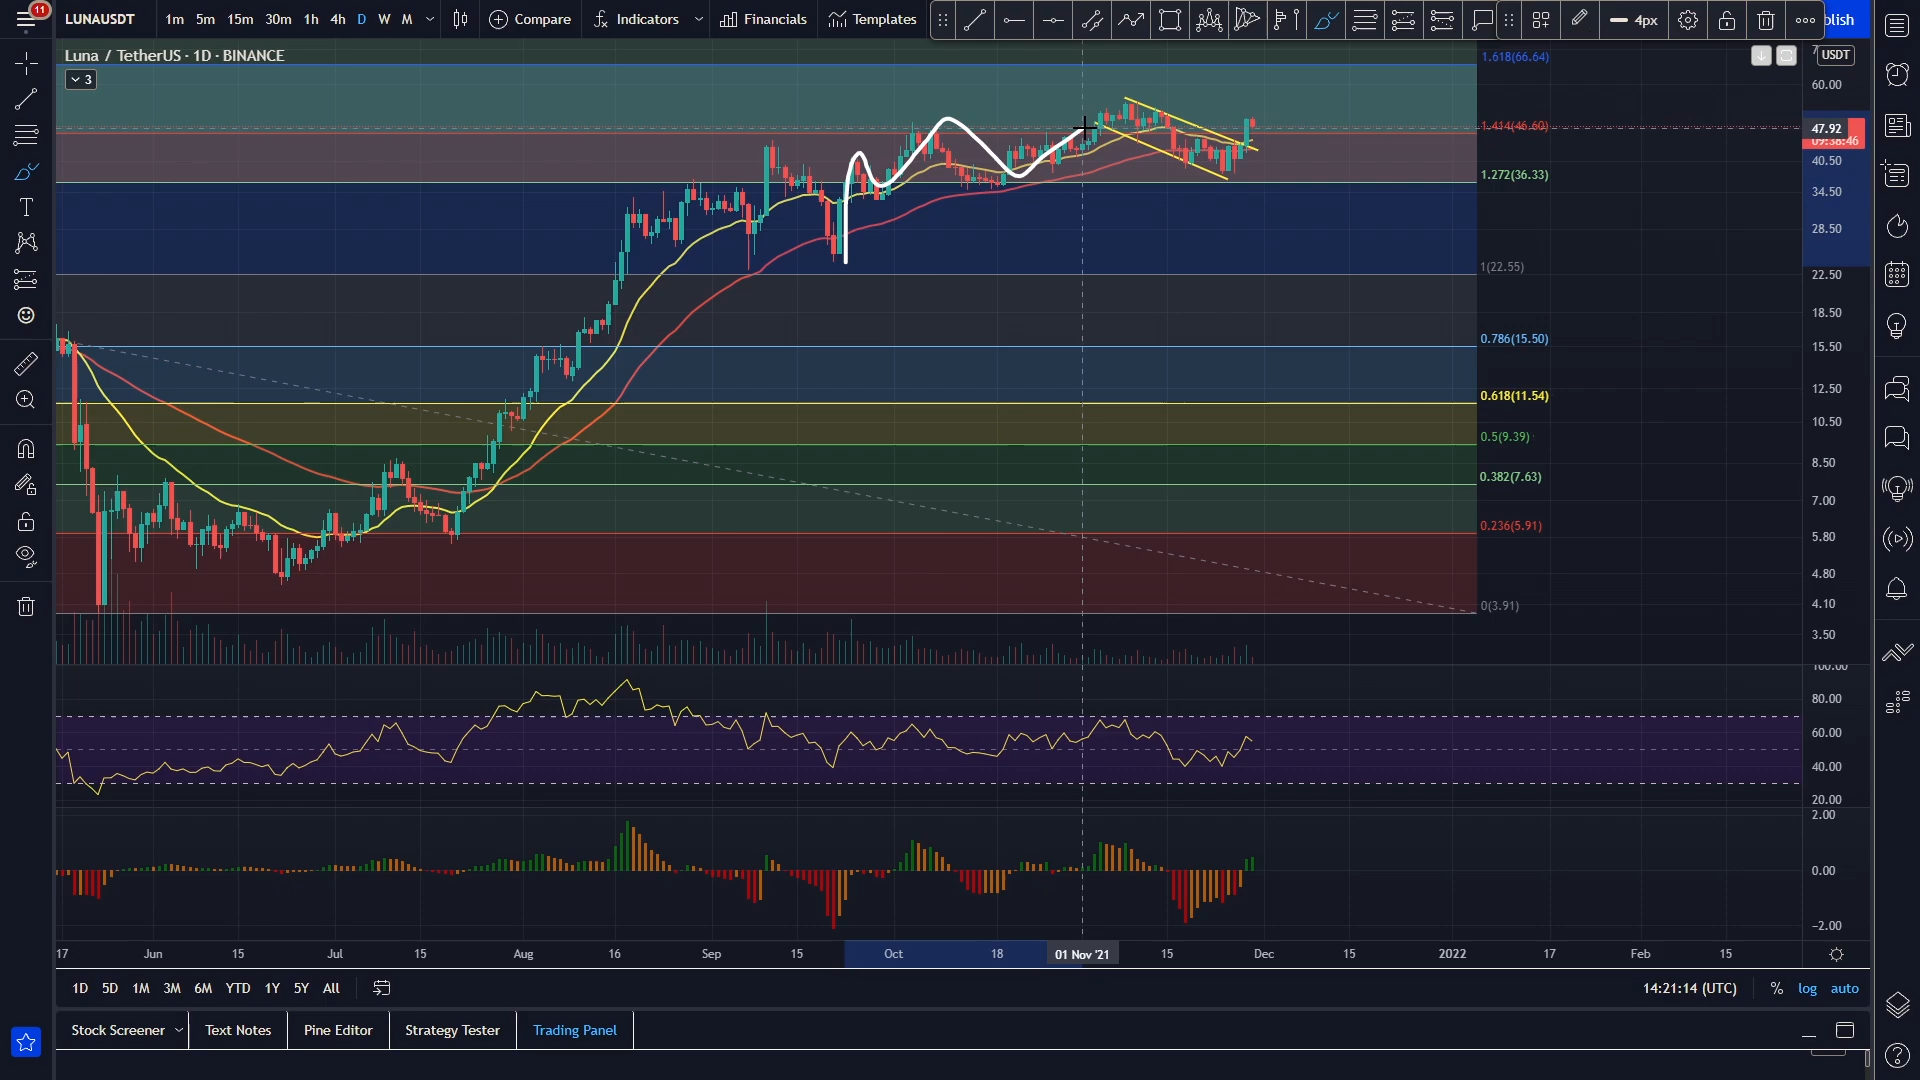 11
LUNAUSDT
1m 5m 15m 30m 1h 4h D W M
Compare
Indicators
Financials
Templates
4px
blish
Luna / TetherUS · 1D · BINANCE
3
USDT
1.618(66.64)
1.414(46.60)
1.272(36.33)
1(22.55)
0.786(15.50)
0.618(11.54)
0.5(9.39)
0.382(7.63)
0.236(5.91)
0(3.91)
60.00
47.92
09:38:46
40.50
34.50
28.50
22.50
18.50
15.50
12.50
10.50
8.50
7.00
5.80
4.80
4.10
3.50
100.00
80.00
60.00
40.00
20.00
2.00
0.00
−2.00
17 Jun 15 Jul 15 Aug 16 Sep 15 Oct 18 01 Nov '21 15 Dec 15 2022 17 Feb 15
1D 5D 1M 3M 6M YTD 1Y 5Y All
14:21:14 (UTC)
% log auto
Stock Screener Text Notes Pine Editor Strategy Tester Trading Panel